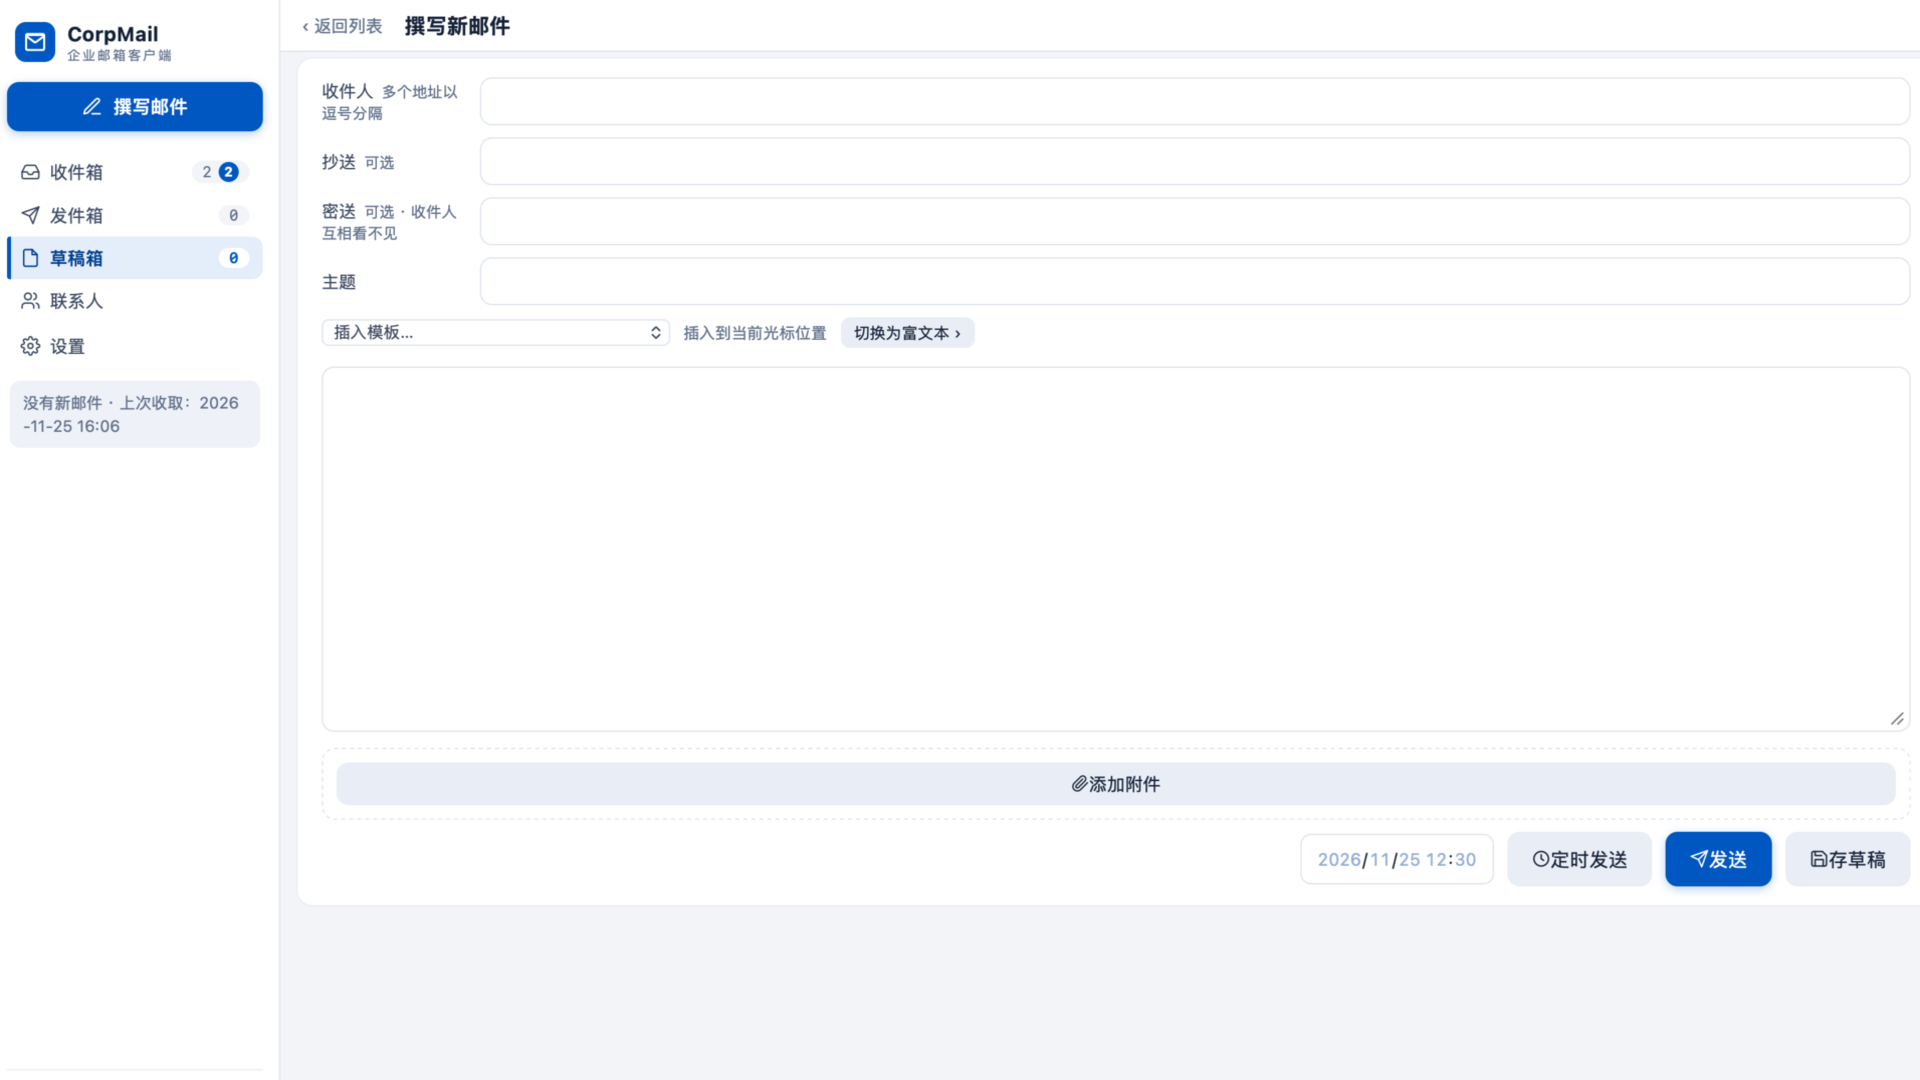 CorpMail
企业邮箱客户端
撰写邮件
收件箱 2 2
发件箱 0
草稿箱 0
联系人
设置
没有新邮件 · 上次收取：2026
-11-25 16:06
‹ 返回列表 撰写新邮件
收件人 多个地址以
逗号分隔
抄送 可选
密送 可选 · 收件人
互相看不见
主题
插入模板... 插入到当前光标位置 切换为富文本 ›
添加附件
2026/11/25 12:30 定时发送 发送 存草稿